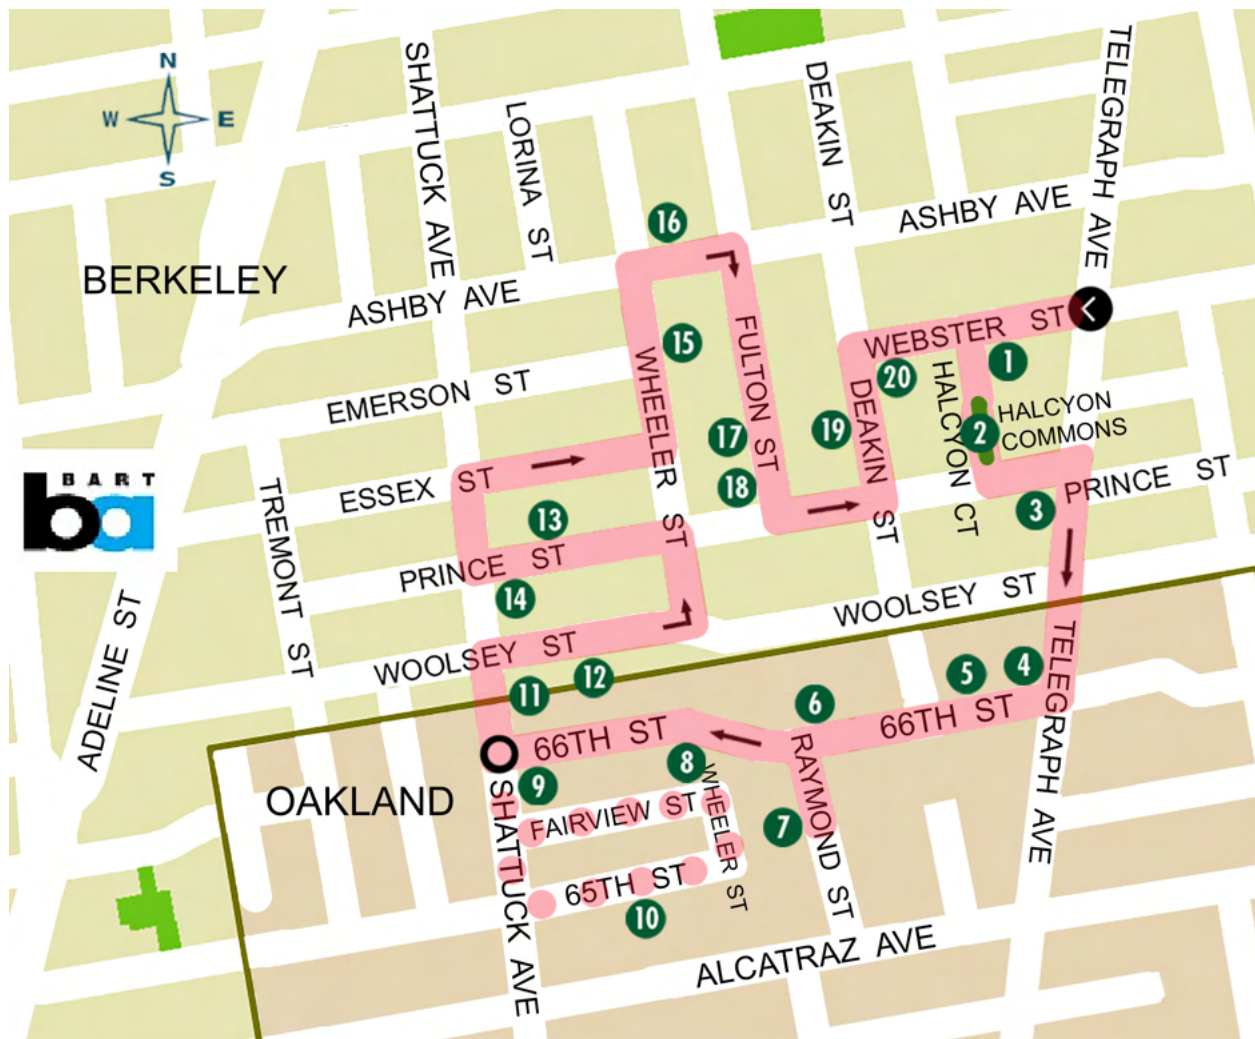 N
W E
S
SHATTUCK AVE
LORINA ST
DEAKIN ST
TELEGRAPH AVE
ASHBY AVE
16
BERKELEY
ASHBY AVE
WEBSTER ST
FULTON ST
WHEELER ST
15
1
20
EMERSON ST
DEAKIN ST
HALCYON CT
HALCYON
COMMONS
2
19
17
18
ESSEX ST
PRINCE ST
3
BART
ba
TREMONT ST
13
PRINCE ST
14
WOOLSEY ST
ADELINE ST
WOOLSEY ST
12
11
5
4
6
66TH ST
TELEGRAPH AVE
66TH ST
RAYMOND ST
OAKLAND
8
9
WHEELER ST
FAIRVIEW ST
7
SHATTUCK AVE
65TH ST
10
ALCATRAZ AVE